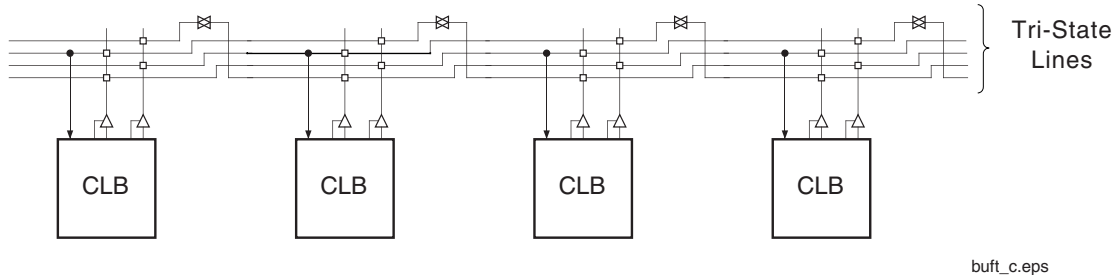 Tri-State
Lines
CLB
CLB
CLB
CLB
buft_c.eps